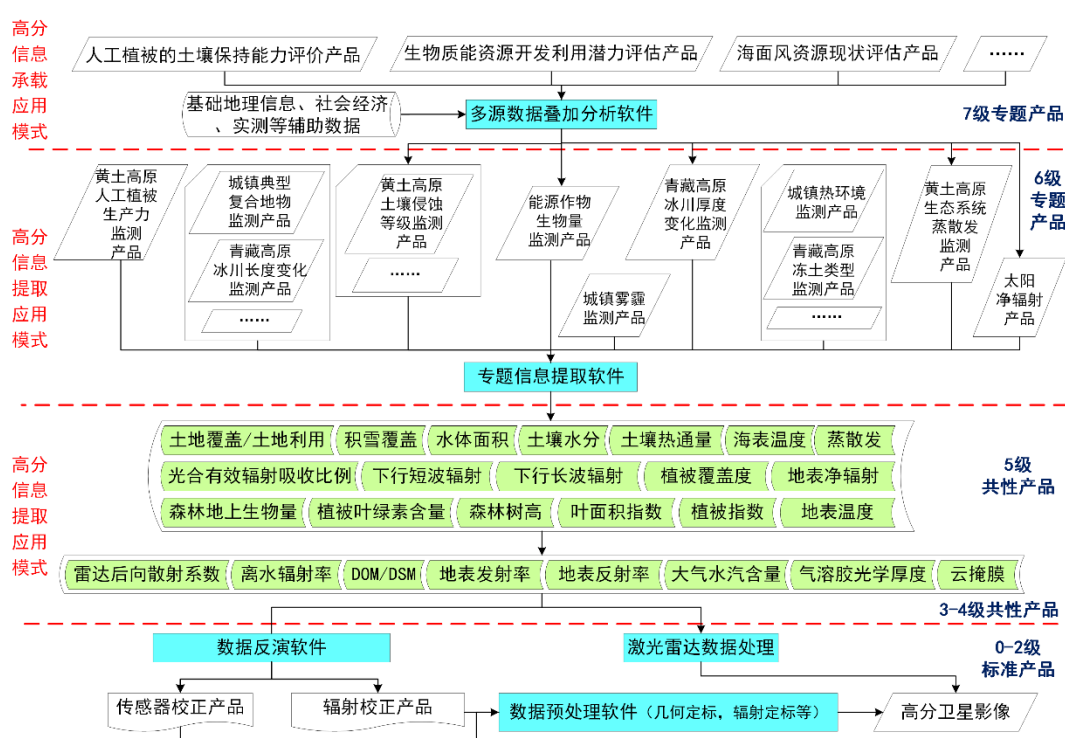 高分
信息
承载
应用
模式
人工植被的土壤保持能力评价产品
生物质能资源开发利用潜力评估产品
海面风资源现状评估产品
……
基础地理信息、社会经济
、实测等辅助数据
多源数据叠加分析软件
7级专题产品
高分
信息
提取
应用
模式
黄土高原
人工植被
生产力
监测
产品
城镇典型
复合地物
监测产品
青藏高原
冰川长度变化
监测产品
……
黄土高原
土壤侵蚀
等级监测
产品
……
能源作物
生物量
监测产品
城镇雾霾
监测产品
青藏高原
冰川厚度
变化监测
产品
城镇热环境
监测产品
青藏高原
冻土类型
监测产品
……
黄土高原
生态系统
蒸散发
监测
产品
太阳
净辐射
产品
6级
专题
产品
专题信息提取软件
高分
信息
提取
应用
模式
土地覆盖/土地利用
积雪覆盖
水体面积
土壤水分
土壤热通量
海表温度
蒸散发
光合有效辐射吸收比例
下行短波辐射
下行长波辐射
植被覆盖度
地表净辐射
森林地上生物量
植被叶绿素含量
森林树高
叶面积指数
植被指数
地表温度
5级
共性产品
雷达后向散射系数
离水辐射率
DOM/DSM
地表发射率
地表反射率
大气水汽含量
气溶胶光学厚度
云掩膜
3-4级共性产品
数据反演软件
激光雷达数据处理
0-2级
标准产品
传感器校正产品
辐射校正产品
数据预处理软件（几何定标，辐射定标等）
高分卫星影像